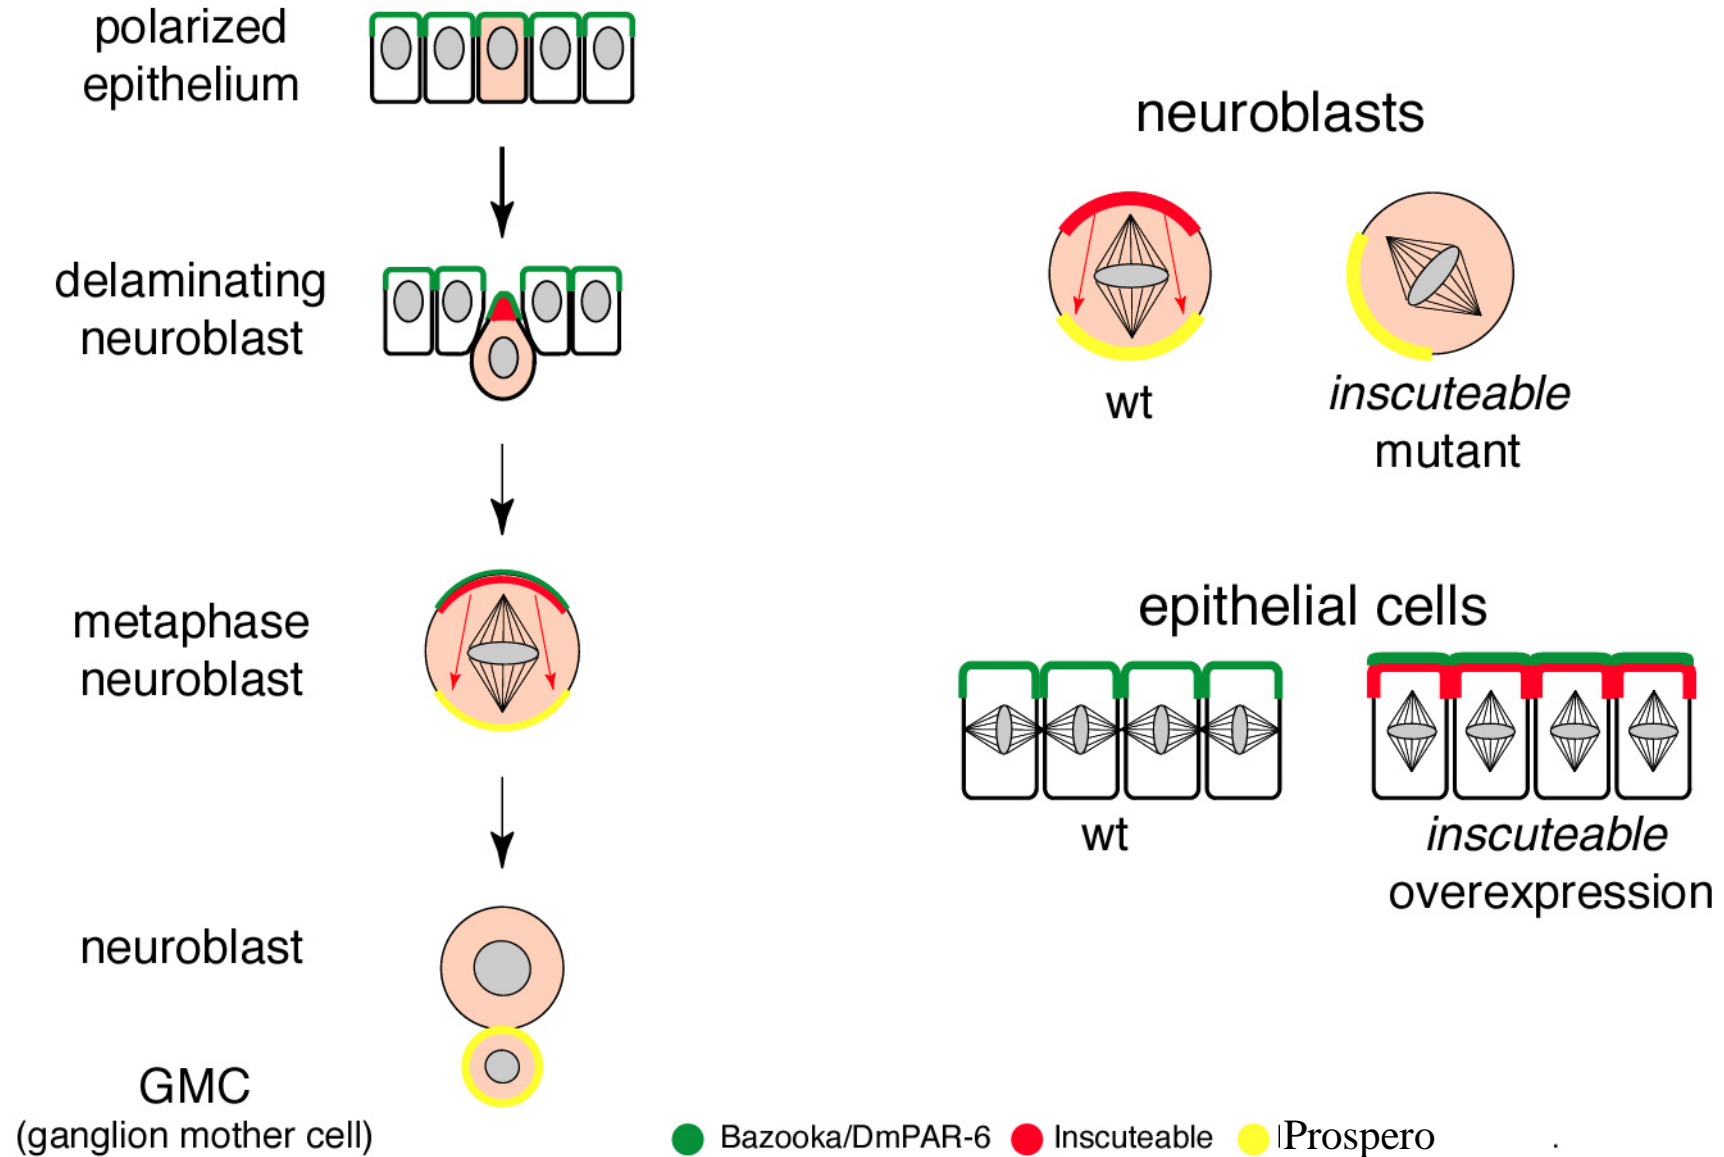 polarized
epithelium
delaminating
neuroblast
metaphase
neuroblast
neuroblast
GMC
(ganglion mother cell)
neuroblasts
wt
inscuteable
mutant
epithelial cells
wt
inscuteable
overexpression
Bazooka/DmPAR-6 Inscuteable Prospero .